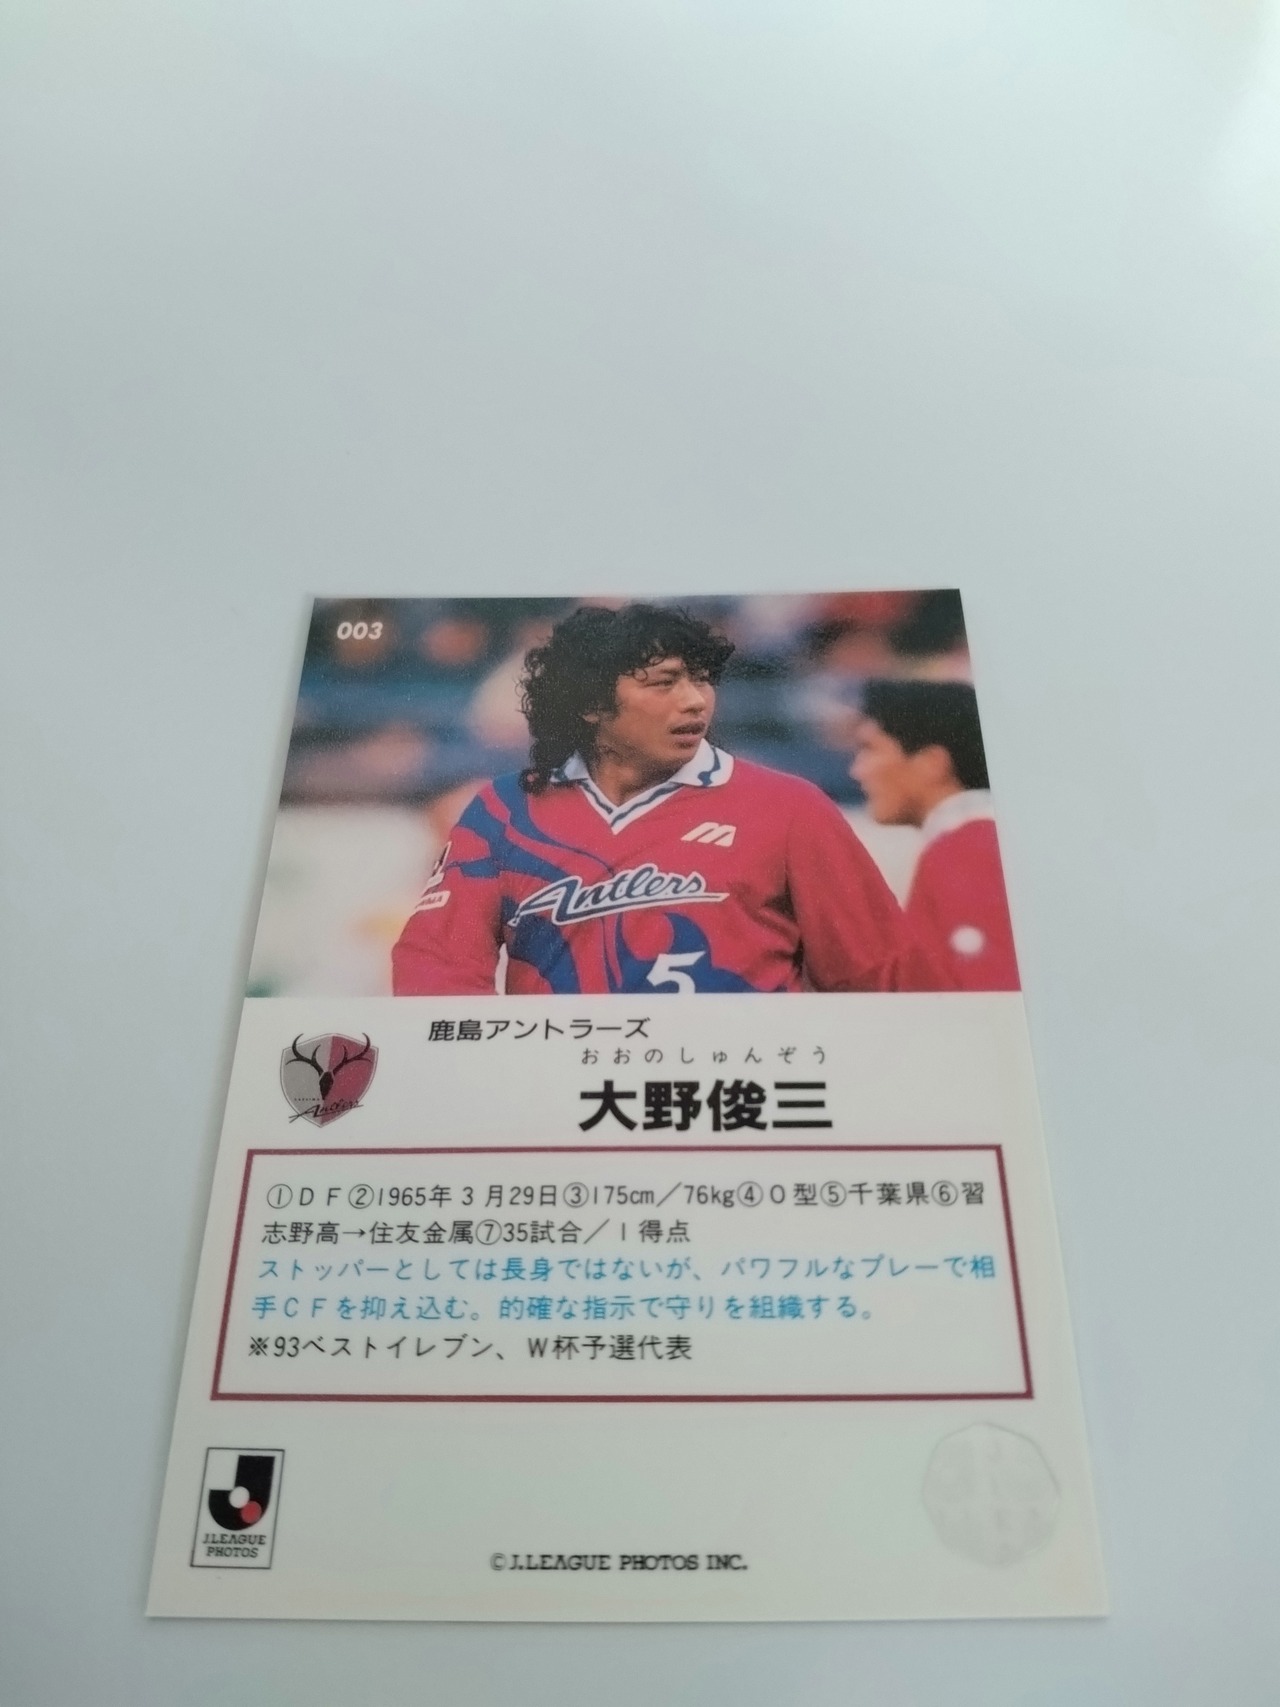 003
Antlers
5
鹿島アントラーズ
おおのしゅんぞう
大野俊三
Antlers
①DF②1965年3月29日③175cm／76kg④O型⑤千葉県⑥習
志野高→住友金属⑦35試合／1得点
ストッパーとしては長身ではないが、パワフルなプレーで相
手CFを抑え込む。的確な指示で守りを組織する。
※93ベストイレブン、W杯予選代表
J.LEAGUE
PHOTOS
©J.LEAGUE PHOTOS INC.